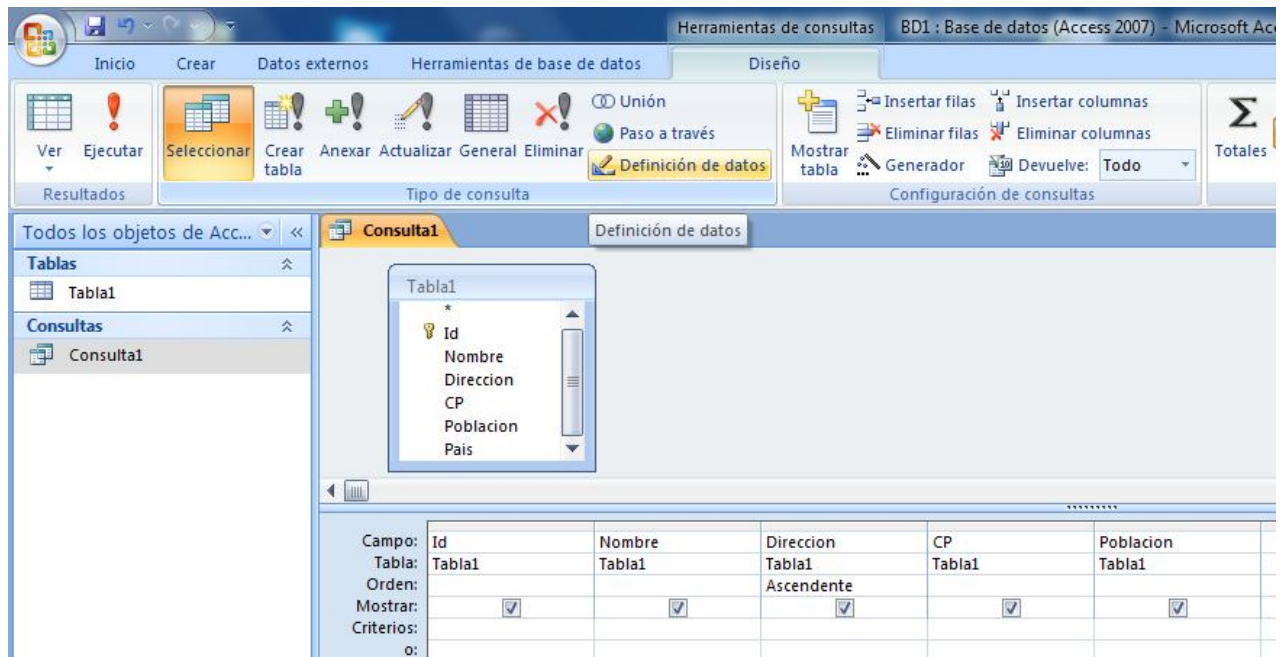 Herramientas de consultas BD1 : Base de datos (Access 2007) - Microsoft Acc
Inicio Crear Datos externos Herramientas de base de datos Diseño
Ver Ejecutar Seleccionar Crear tabla Anexar Actualizar General Eliminar
Unión
Paso a través
Definición de datos
Mostrar tabla
Insertar filas Insertar columnas
Eliminar filas Eliminar columnas
Generador Devuelve: Todo
Totales
Resultados Tipo de consulta Configuración de consultas
Todos los objetos de Acc...
Consulta1
Definición de datos
Tablas
Tabla1
Consultas
Consulta1
Tabla1
*
Id
Nombre
Direccion
CP
Poblacion
Pais
Campo: Id Nombre Direccion CP Poblacion
Tabla: Tabla1 Tabla1 Tabla1 Tabla1 Tabla1
Orden: Ascendente
Mostrar:
Criterios:
o: